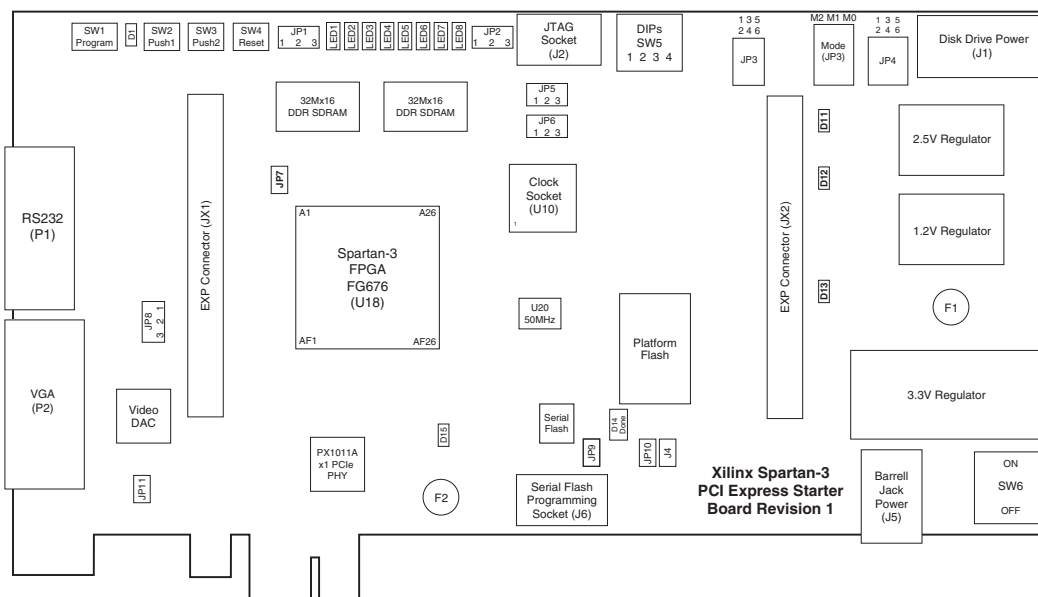 SW1
Program
D1
SW2
Push1
SW3
Push2
SW4
Reset
JP1
1 2 3
LED1
LED2
LED3
LED4
LED5
LED6
LED7
LED8
JP2
1 2 3
JTAG
Socket
(J2)
DIPs
SW5
1 2 3 4
1 3 5
2 4 6
JP3
M2 M1 M0
Mode
(JP3)
1 3 5
2 4 6
JP4
Disk Drive Power
(J1)
32Mx16
DDR SDRAM
32Mx16
DDR SDRAM
JP5
1 2 3
JP6
1 2 3
D11
2.5V Regulator
JP7
Clock
Socket
(U10)
1
D12
RS232
(P1)
EXP Connector (JX1)
A1
A26
Spartan-3
FPGA
FG676
(U18)
AF1
AF26
EXP Connector (JX2)
1.2V Regulator
D13
F1
JP8
3 2 1
U20
50MHz
Platform
Flash
VGA
(P2)
Video
DAC
3.3V Regulator
Serial
Flash
D14
Done
D15
PX1011A
x1 PCIe
PHY
JP9
JP10
J4
JP11
F2
Serial Flash
Programming
Socket (J6)
Xilinx Spartan-3
PCI Express Starter
Board Revision 1
Barrell
Jack
Power
(J5)
ON
SW6
OFF